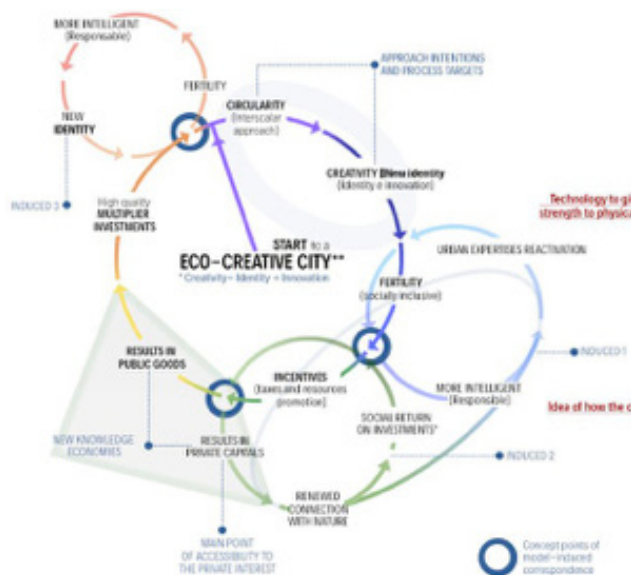 MORE INTELLIGENT
(Responsable)
FERTILITY
NEW
IDENTITY
CIRCULARITY
(Interscalar
approach)
APPROACH INTENTIONS
AND PROCESS TARGETS
CREATIVITY
(Identity e innovation)
High quality
MULTIPLIER
INVESTMENTS
INDUCED 3
START to a
ECO-CREATIVE CITY**
* Creativity- Identity + Innovation
Technology to gi
strength to physica
URBAN EXPERTISES REACTIVATION
FERTILITY
(socially inclusive)
RESULTS IN
PUBLIC GOODS
INCENTIVES
(taxes and resources
promotion)
INDUCED 1
MORE INTELLIGENT
(Responsible)
SOCIAL RETURN
ON INVESTMENTS*
Idea of how the c
NEW KNOWLEDGE
ECONOMIES
RESULTS IN
PRIVATE CAPITALS
INDUCED 2
RENEWED
CONNECTION
WITH NATURE
MAIN POINT
OF ACCESSIBILITY TO
THE PRIVATE INTEREST
Concept points of
model-induced
correspondence